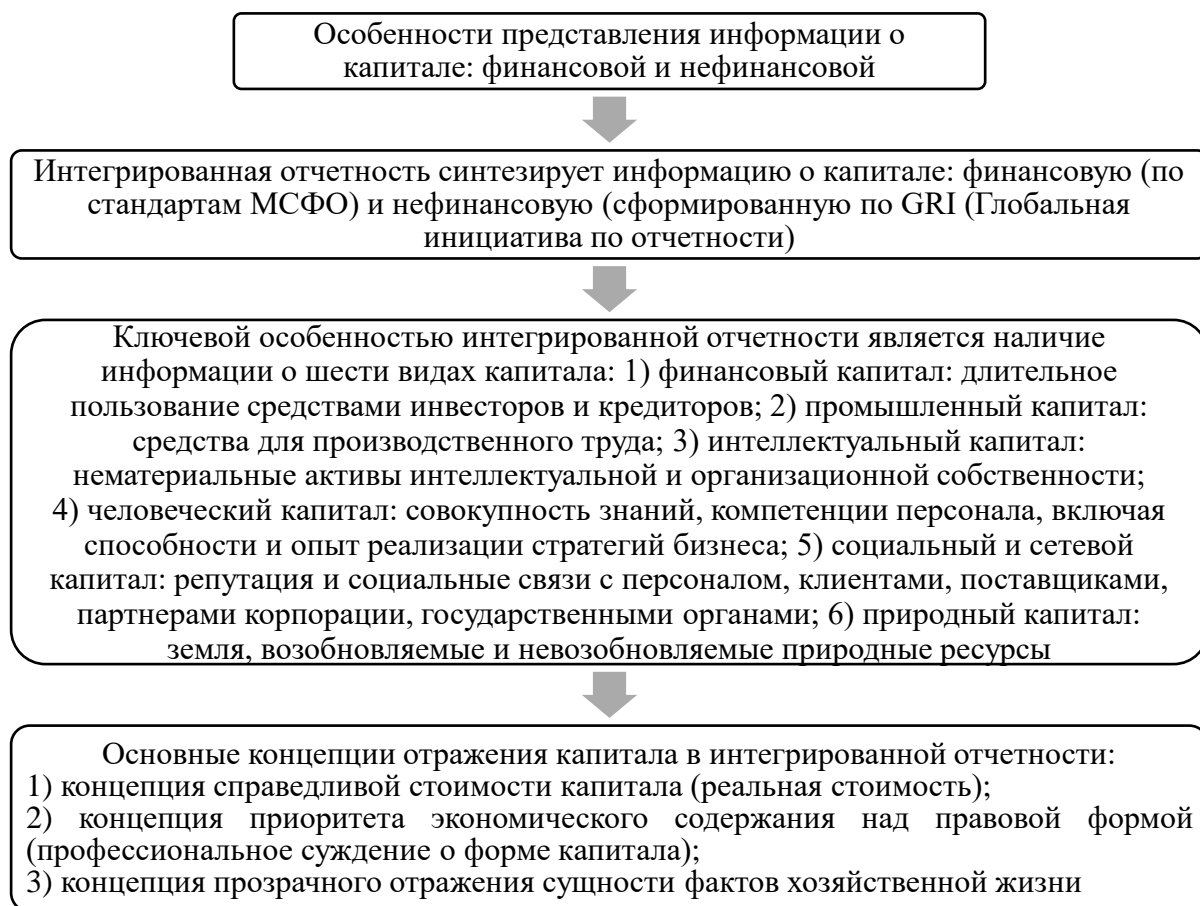 Особенности представления информации о
капитале: финансовой и нефинансовой
Интегрированная отчетность синтезирует информацию о капитале: финансовую (по
стандартам МСФО) и нефинансовую (сформированную по GRI (Глобальная
инициатива по отчетности)
Ключевой особенностью интегрированной отчетности является наличие
информации о шести видах капитала: 1) финансовый капитал: длительное
пользование средствами инвесторов и кредиторов; 2) промышленный капитал:
средства для производственного труда; 3) интеллектуальный капитал:
нематериальные активы интеллектуальной и организационной собственности;
4) человеческий капитал: совокупность знаний, компетенции персонала, включая
способности и опыт реализации стратегий бизнеса; 5) социальный и сетевой
капитал: репутация и социальные связи с персоналом, клиентами, поставщиками,
партнерами корпорации, государственными органами; 6) природный капитал:
земля, возобновляемые и невозобновляемые природные ресурсы
Основные концепции отражения капитала в интегрированной отчетности:
1) концепция справедливой стоимости капитала (реальная стоимость);
2) концепция приоритета экономического содержания над правовой формой
(профессиональное суждение о форме капитала);
3) концепция прозрачного отражения сущности фактов хозяйственной жизни